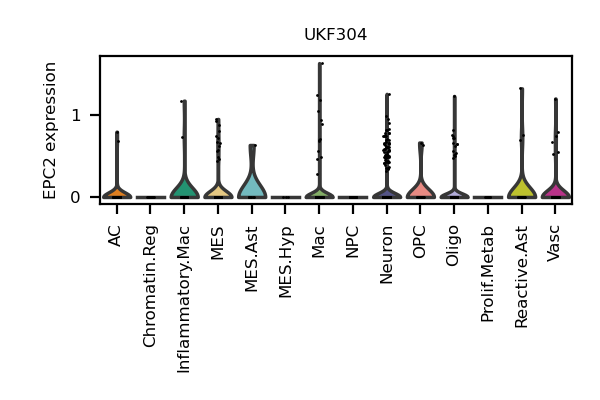 UKF304
EPC2 expression
1
0
AC
Chromatin.Reg
Inflammatory.Mac
MES
MES.Ast
MES.Hyp
Mac
NPC
Neuron
OPC
Oligo
Prolif.Metab
Reactive.Ast
Vasc